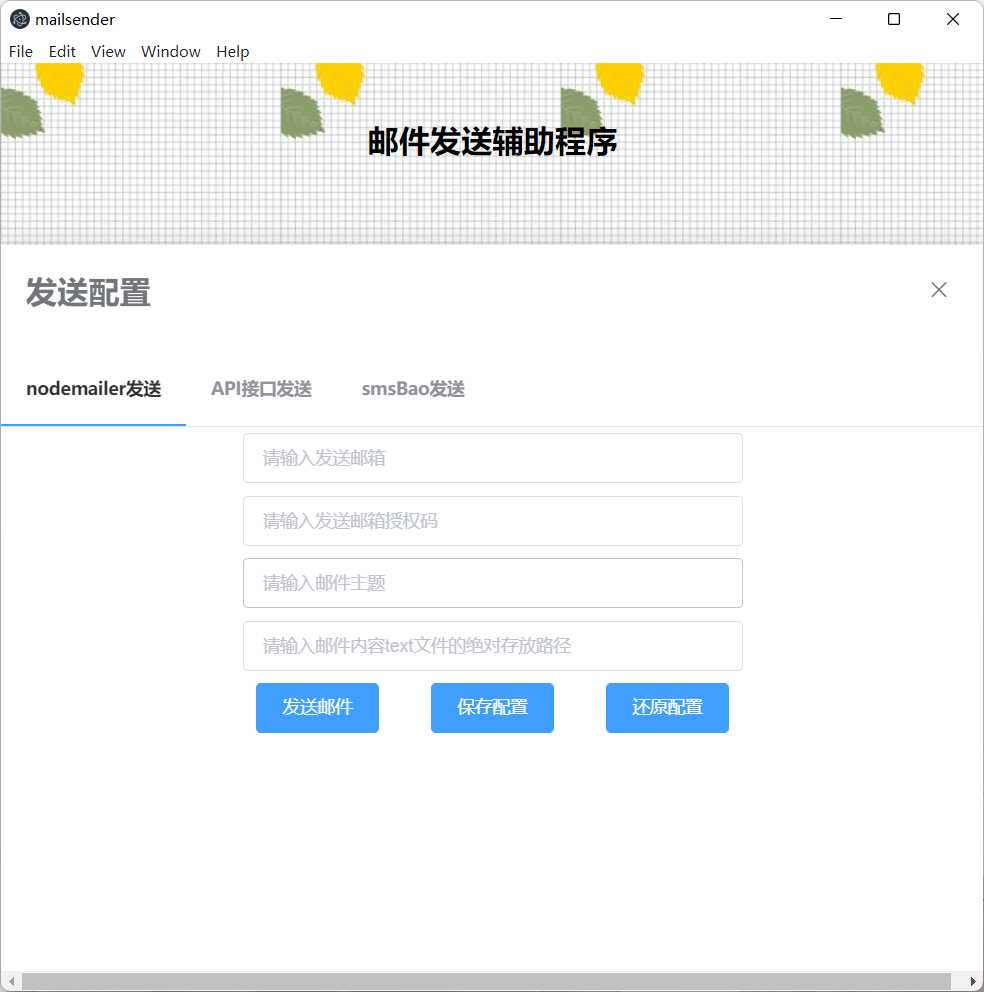 mailsender
File Edit View Window Help
邮件发送辅助程序
发送配置
nodemailer发送 API接口发送 smsBao发送
请输入发送邮箱
请输入发送邮箱授权码
请输入邮件主题
请输入邮件内容text文件的绝对存放路径
发送邮件 保存配置 还原配置